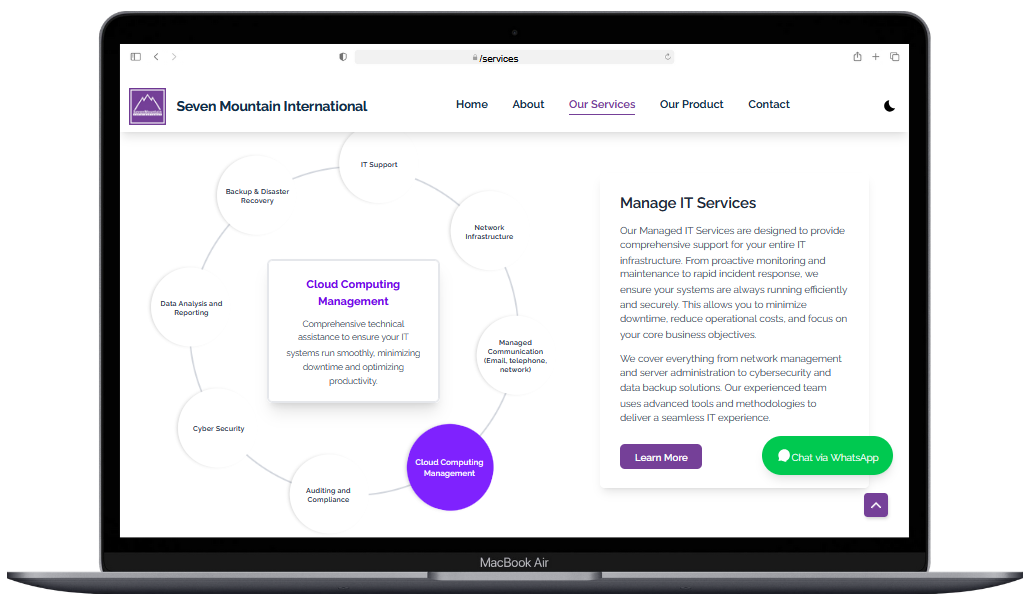 /services
Seven Mountain International
Home
About
Our Services
Our Product
Contact
IT Support
Backup & Disaster
Recovery
Network
Infrastructure
Data Analysis and
Reporting
Managed
Communication
(Email, telephone,
network)
Cyber Security
Cloud Computing
Management
Auditing and
Compliance
Cloud Computing
Management
Comprehensive technical
assistance to ensure your IT
systems run smoothly, minimizing
downtime and optimizing
productivity.
Manage IT Services
Our Managed IT Services are designed to provide
comprehensive support for your entire IT
infrastructure. From proactive monitoring and
maintenance to rapid incident response, we
ensure your systems are always running efficiently
and securely. This allows you to minimize
downtime, reduce operational costs, and focus on
your core business objectives.
We cover everything from network management
and server administration to cybersecurity and
data backup solutions. Our experienced team
uses advanced tools and methodologies to
deliver a seamless IT experience.
Learn More
Chat via WhatsApp
MacBook Air